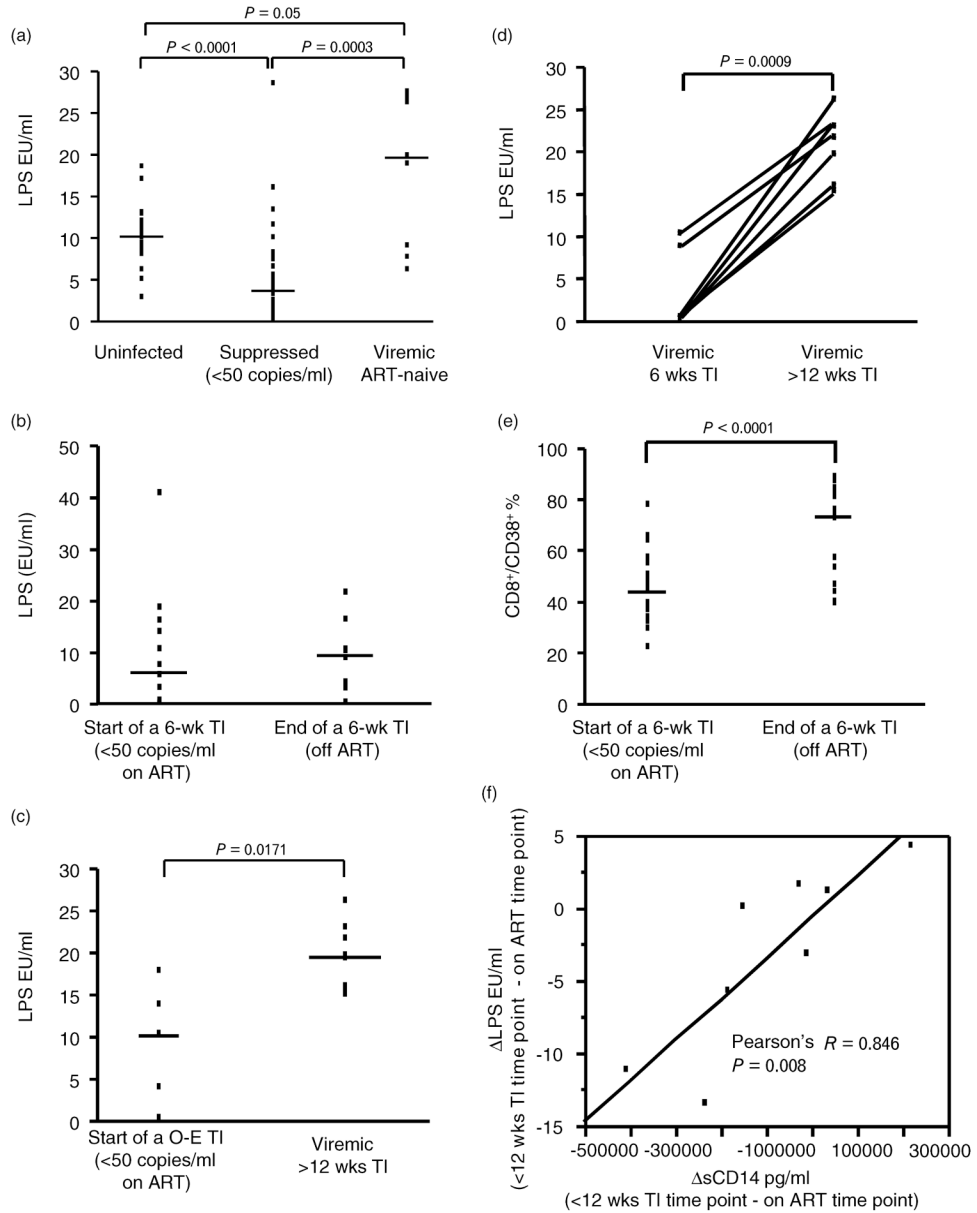 (a)
P = 0.05
P < 0.0001
P = 0.0003
LPS EU/ml
30
25
20
15
10
5
0
Uninfected
Suppressed
(<50 copies/ml)
Viremic
ART-naive
(b)
LPS (EU/ml)
50
40
30
20
10
0
Start of a 6-wk TI
(<50 copies/ml
on ART)
End of a 6-wk TI
(off ART)
(c)
P = 0.0171
LPS EU/ml
30
25
20
15
10
5
0
Start of a O-E TI
(<50 copies/ml
on ART)
Viremic
>12 wks TI
(d)
P = 0.0009
LPS EU/ml
30
25
20
15
10
5
0
Viremic
6 wks TI
Viremic
>12 wks TI
(e)
P < 0.0001
CD8+/CD38+ %
100
80
60
40
20
0
Start of a 6-wk TI
(<50 copies/ml
on ART)
End of a 6-wk TI
(off ART)
(f)
ΔLPS EU/ml
(<12 wks TI time point - on ART time point)
5
0
-5
-10
-15
Pearson's R = 0.846
P = 0.008
-500000 -300000 -1000000 100000 300000
ΔsCD14 pg/ml
(<12 wks TI time point - on ART time point)